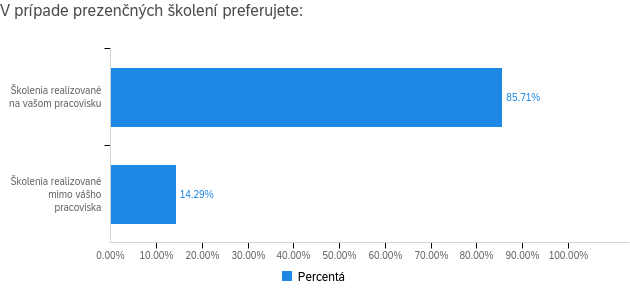 V prípade prezenčných školení preferujete:
Školenia realizované
na vašom pracovisku
85.71%
Školenia realizované
mimo vášho
pracoviska
14.29%
0.00% 10.00% 20.00% 30.00% 40.00% 50.00% 60.00% 70.00% 80.00% 90.00% 100.00%
Percentá